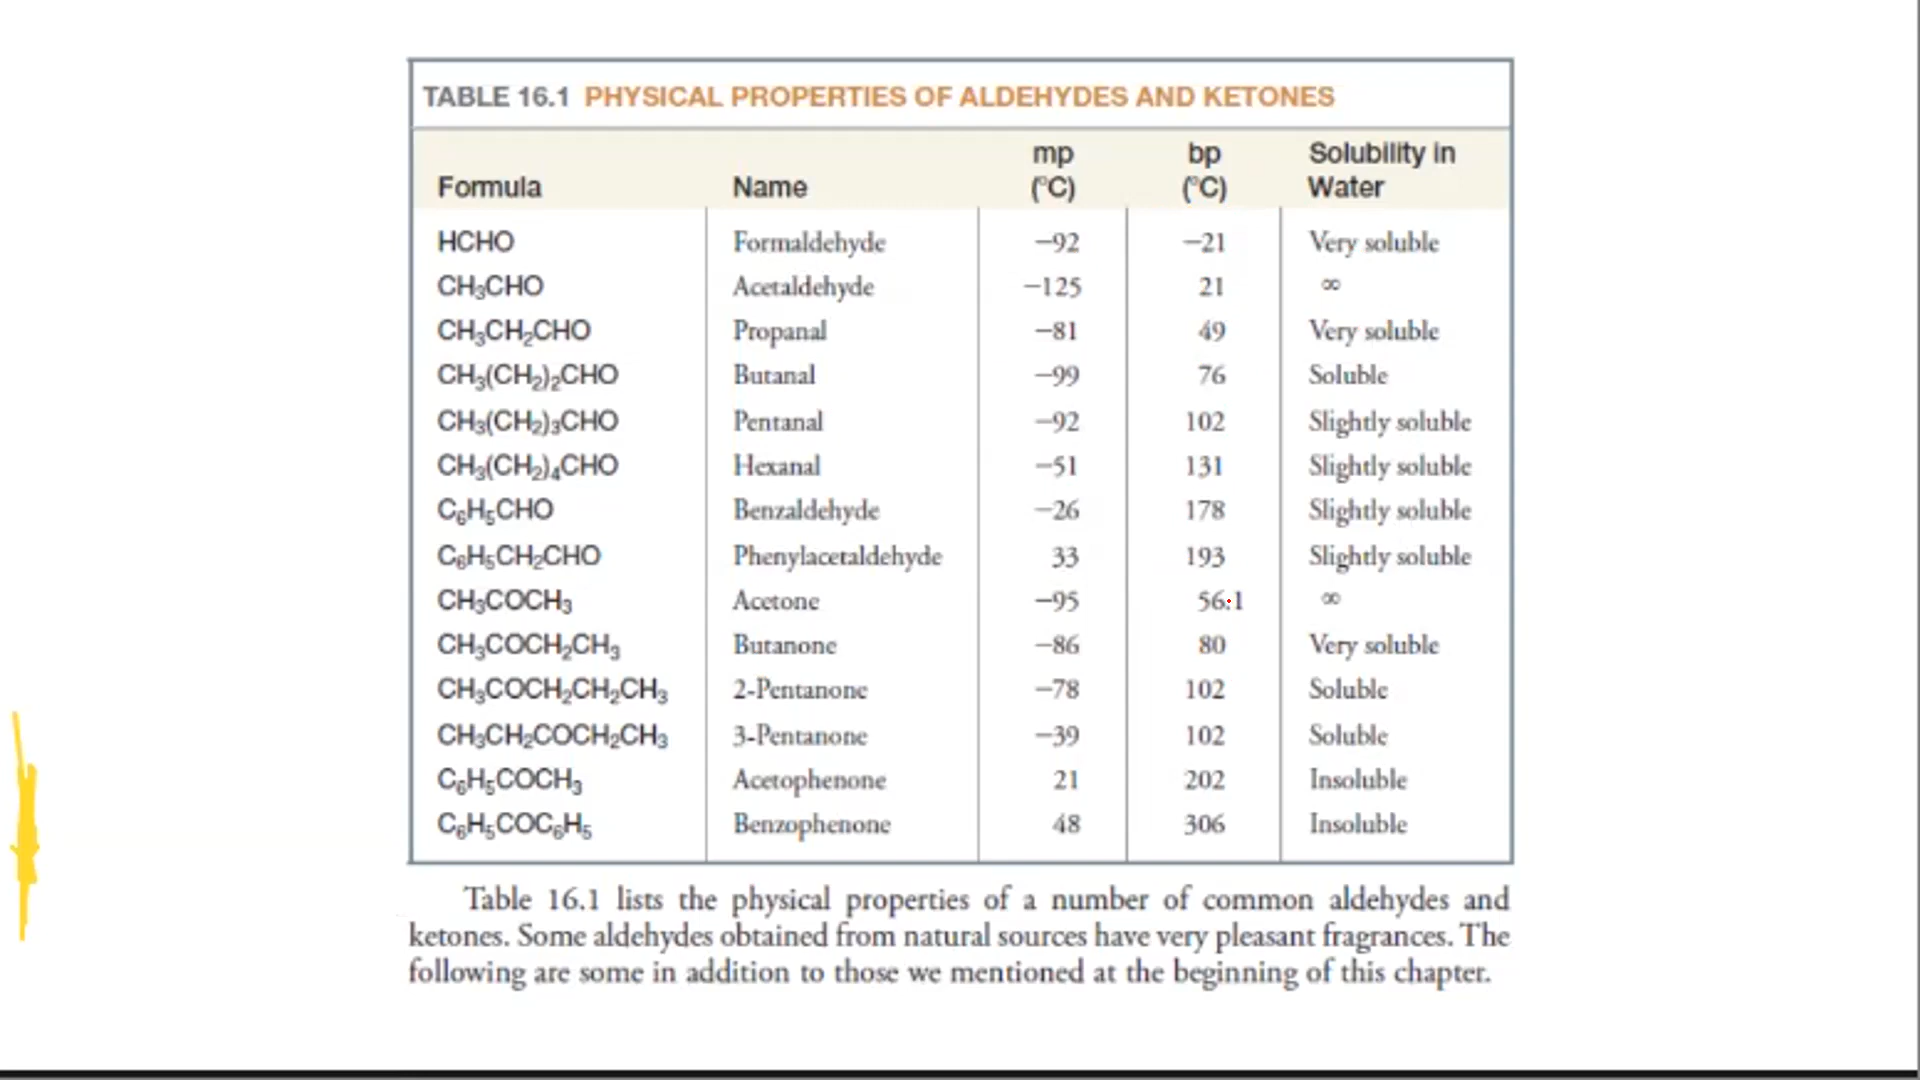 TABLE 16.1 PHYSICAL PROPERTIES OF ALDEHYDES AND KETONES
Formula Name mp (°C) bp (°C) Solubility in Water
HCHO Formaldehyde −92 −21 Very soluble
CH₃CHO Acetaldehyde −125 21 ∞
CH₃CH₂CHO Propanal −81 49 Very soluble
CH₃(CH₂)₂CHO Butanal −99 76 Soluble
CH₃(CH₂)₃CHO Pentanal −92 102 Slightly soluble
CH₃(CH₂)₄CHO Hexanal −51 131 Slightly soluble
C₆H₅CHO Benzaldehyde −26 178 Slightly soluble
C₆H₅CH₂CHO Phenylacetaldehyde 33 193 Slightly soluble
CH₃COCH₃ Acetone −95 56.1 ∞
CH₃COCH₂CH₃ Butanone −86 80 Very soluble
CH₃COCH₂CH₂CH₃ 2-Pentanone −78 102 Soluble
CH₃CH₂COCH₂CH₃ 3-Pentanone −39 102 Soluble
C₆H₅COCH₃ Acetophenone 21 202 Insoluble
C₆H₅COC₆H₅ Benzophenone 48 306 Insoluble
Table 16.1 lists the physical properties of a number of common aldehydes and
ketones. Some aldehydes obtained from natural sources have very pleasant fragrances. The
following are some in addition to those we mentioned at the beginning of this chapter.